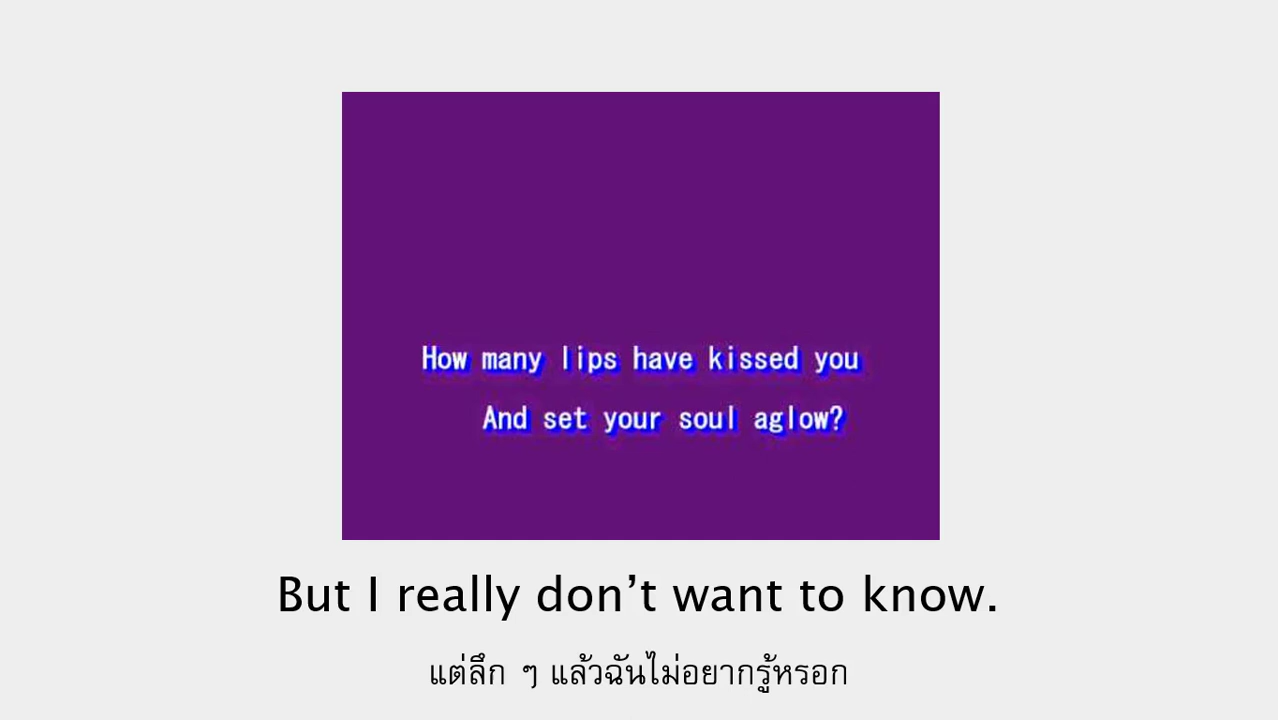 How many lips have kissed you
And set your soul aglow?
But I really don’t want to know.
แต่ลึก ๆ แล้วฉันไม่อยากรู้หรอก